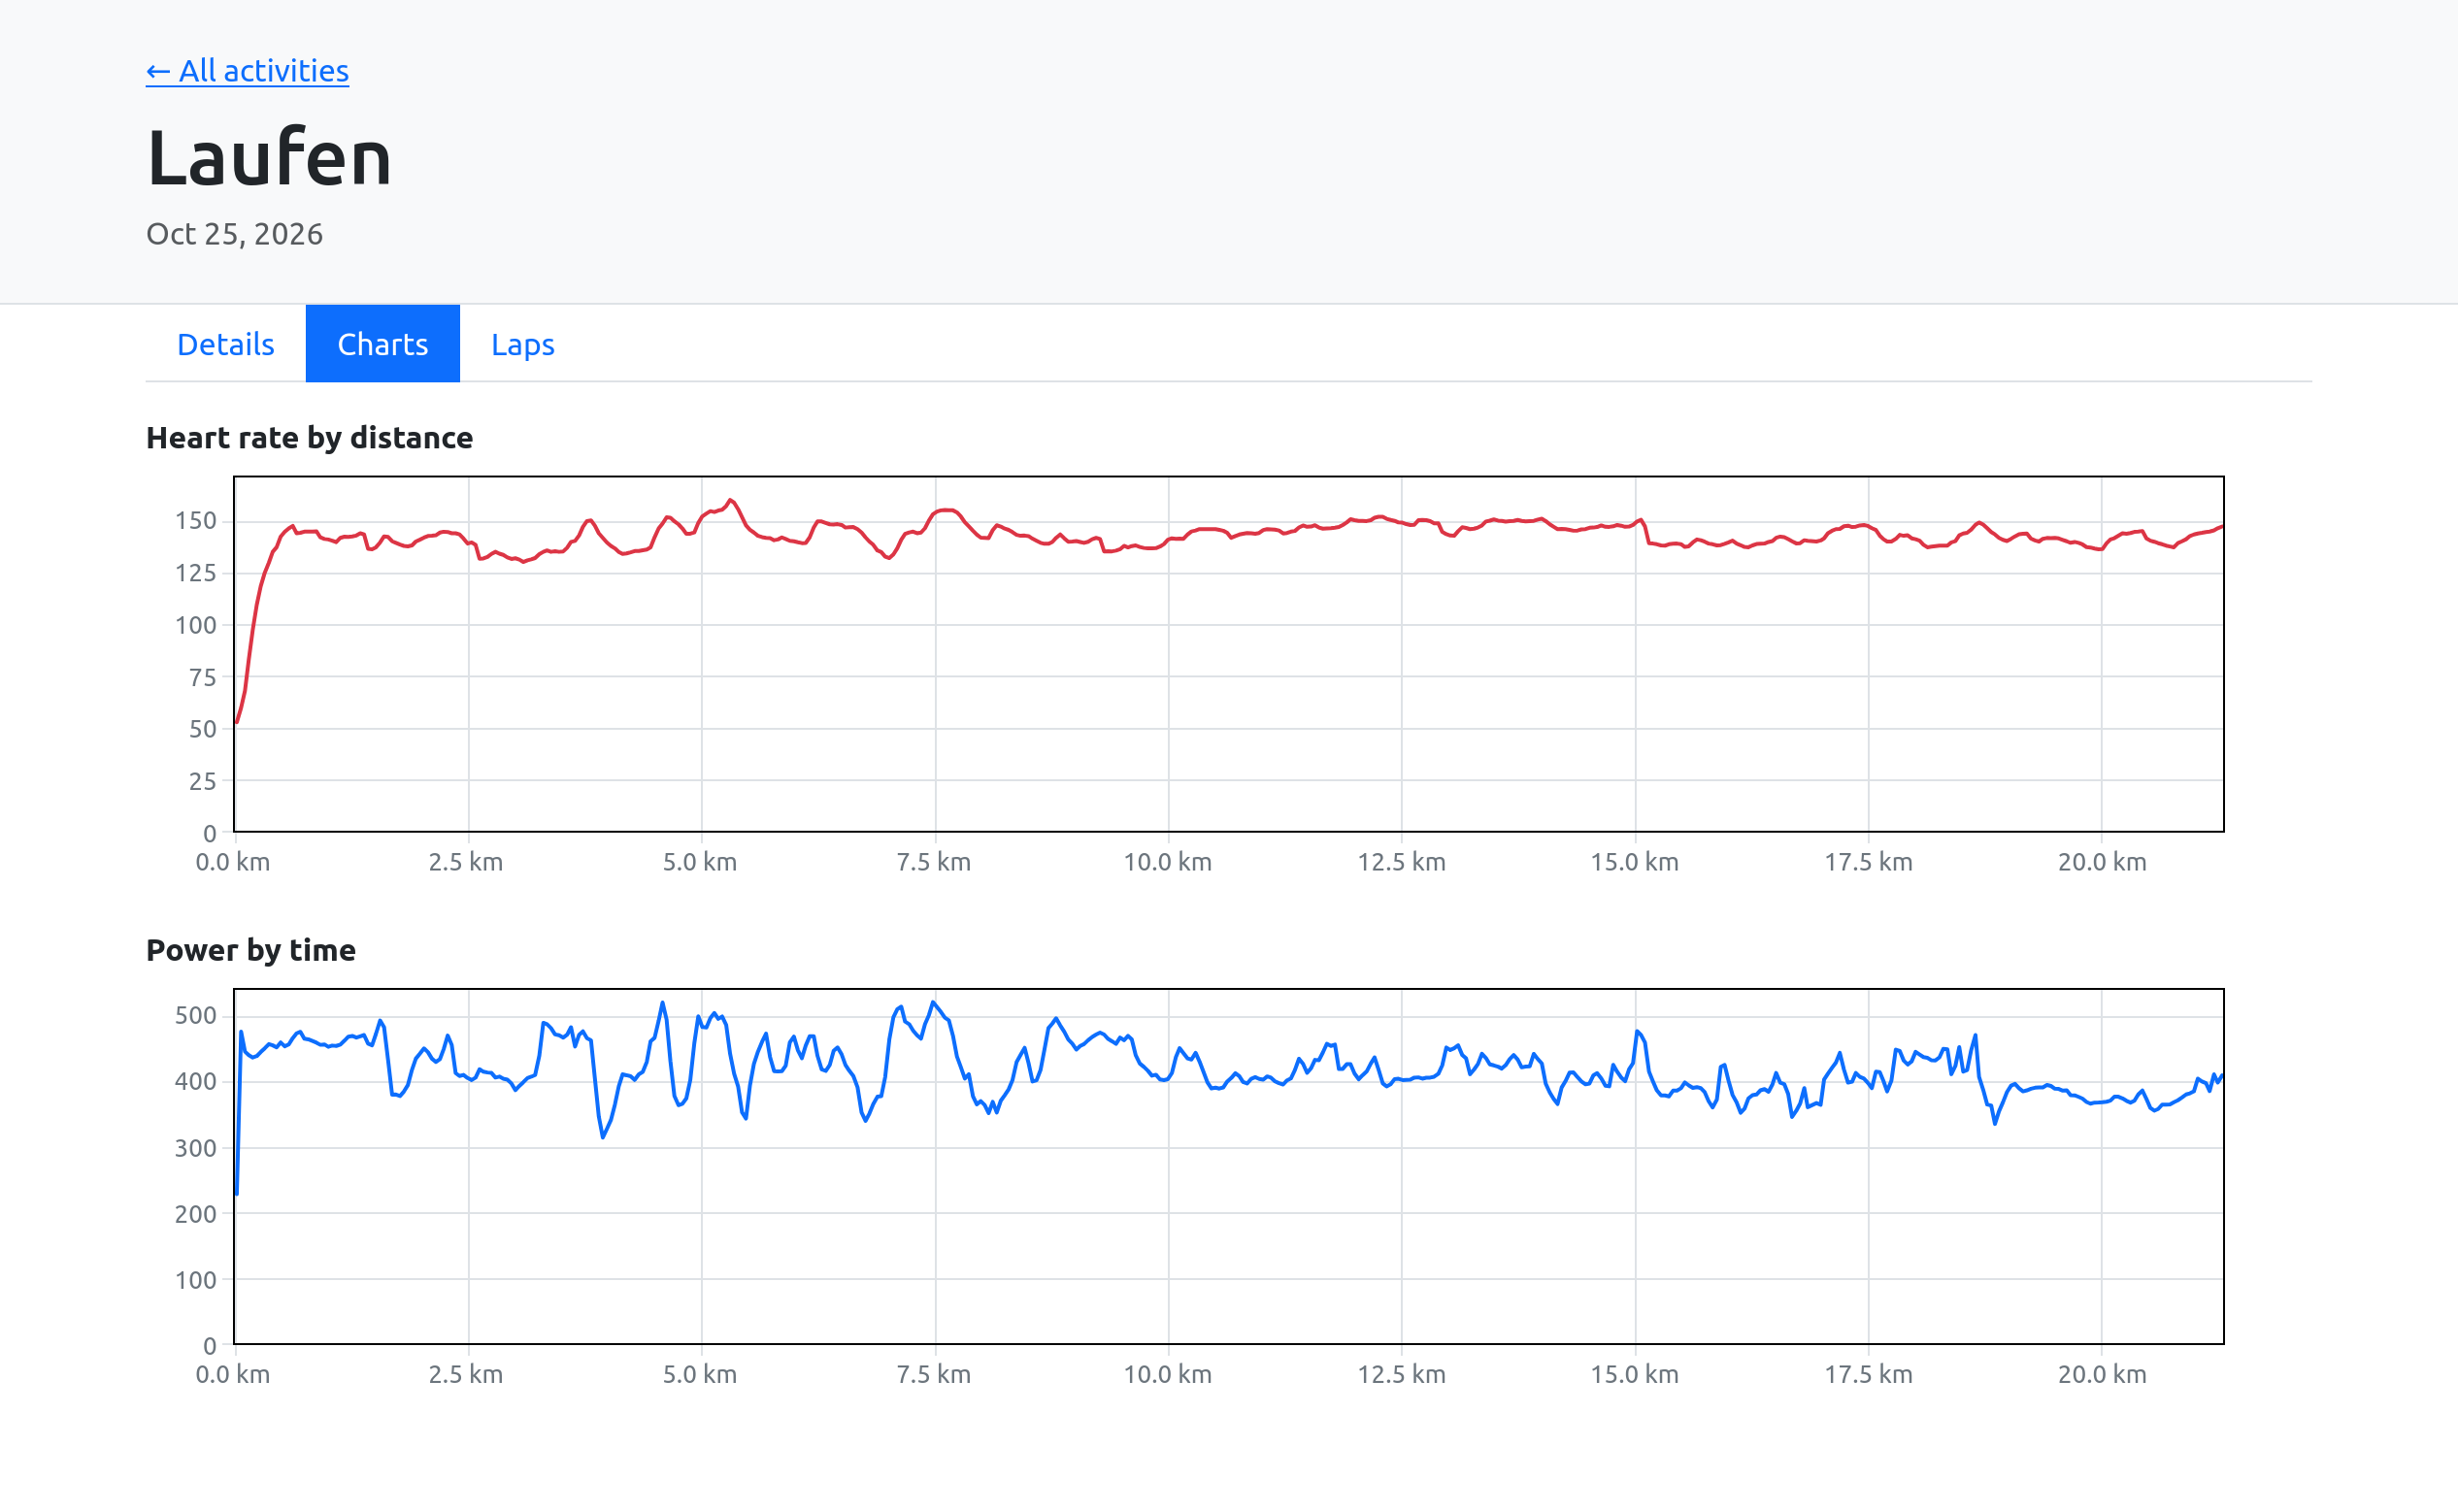 ← All activities
Laufen
Oct 25, 2026
Details Charts Laps
Heart rate by distance
150
125
100
75
50
25
0
0.0 km 2.5 km 5.0 km 7.5 km 10.0 km 12.5 km 15.0 km 17.5 km 20.0 km
Power by time
500
400
300
200
100
0
0.0 km 2.5 km 5.0 km 7.5 km 10.0 km 12.5 km 15.0 km 17.5 km 20.0 km